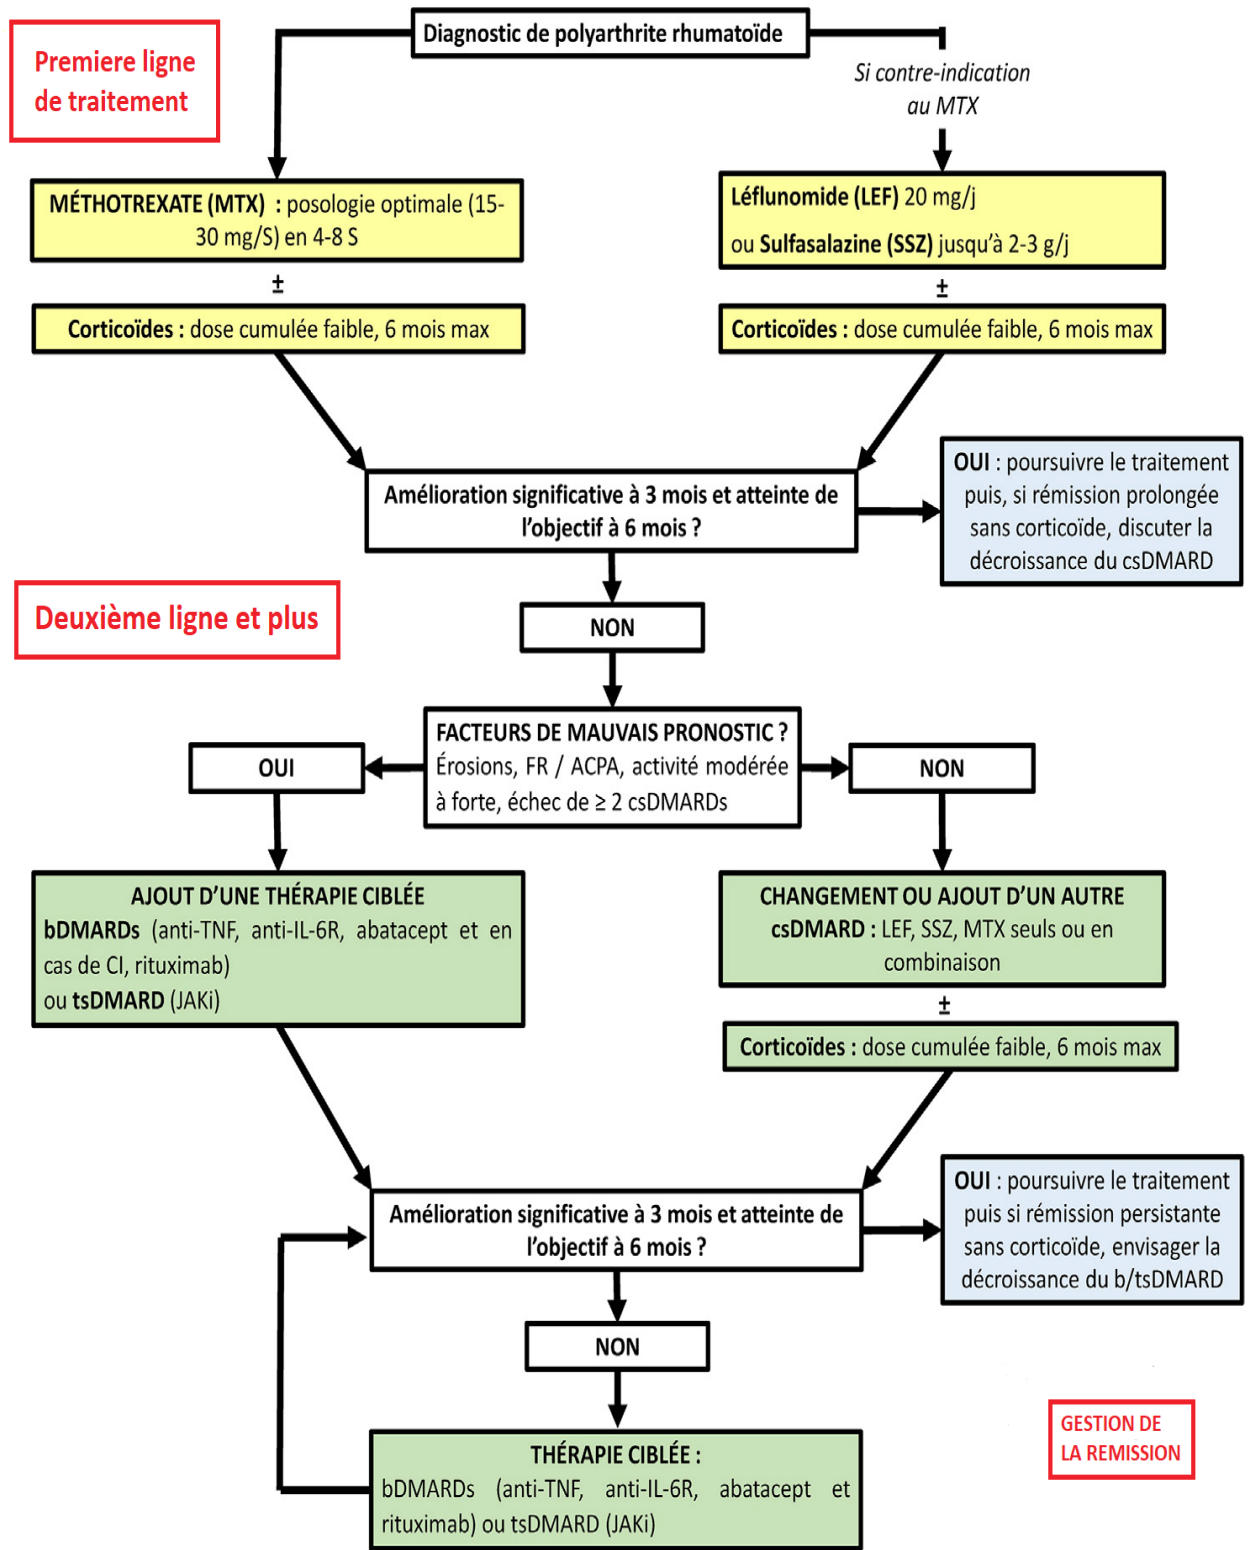 Diagnostic de polyarthrite rhumatoïde
Premiere ligne
de traitement
Si contre-indication
au MTX
MÉTHOTREXATE (MTX) : posologie optimale (15-
30 mg/S) en 4-8 S
±
Corticoïdes : dose cumulée faible, 6 mois max
Léflunomide (LEF) 20 mg/j
ou Sulfasalazine (SSZ) jusqu’à 2-3 g/j
±
Corticoïdes : dose cumulée faible, 6 mois max
Amélioration significative à 3 mois et atteinte de
l’objectif à 6 mois ?
OUI : poursuivre le traitement
puis, si rémission prolongée
sans corticoïde, discuter la
décroissance du csDMARD
Deuxième ligne et plus
NON
FACTEURS DE MAUVAIS PRONOSTIC ?
Érosions, FR / ACPA, activité modérée
à forte, échec de ≥ 2 csDMARDs
OUI
NON
AJOUT D’UNE THÉRAPIE CIBLÉE
bDMARDs (anti-TNF, anti-IL-6R, abatacept et en
cas de CI, rituximab)
ou tsDMARD (JAKi)
CHANGEMENT OU AJOUT D’UN AUTRE
csDMARD : LEF, SSZ, MTX seuls ou en
combinaison
±
Corticoïdes : dose cumulée faible, 6 mois max
Amélioration significative à 3 mois et atteinte de
l’objectif à 6 mois ?
OUI : poursuivre le traitement
puis si rémission persistante
sans corticoïde, envisager la
décroissance du b/tsDMARD
NON
THÉRAPIE CIBLÉE :
bDMARDs (anti-TNF, anti-IL-6R, abatacept et
rituximab) ou tsDMARD (JAKi)
GESTION DE
LA REMISSION